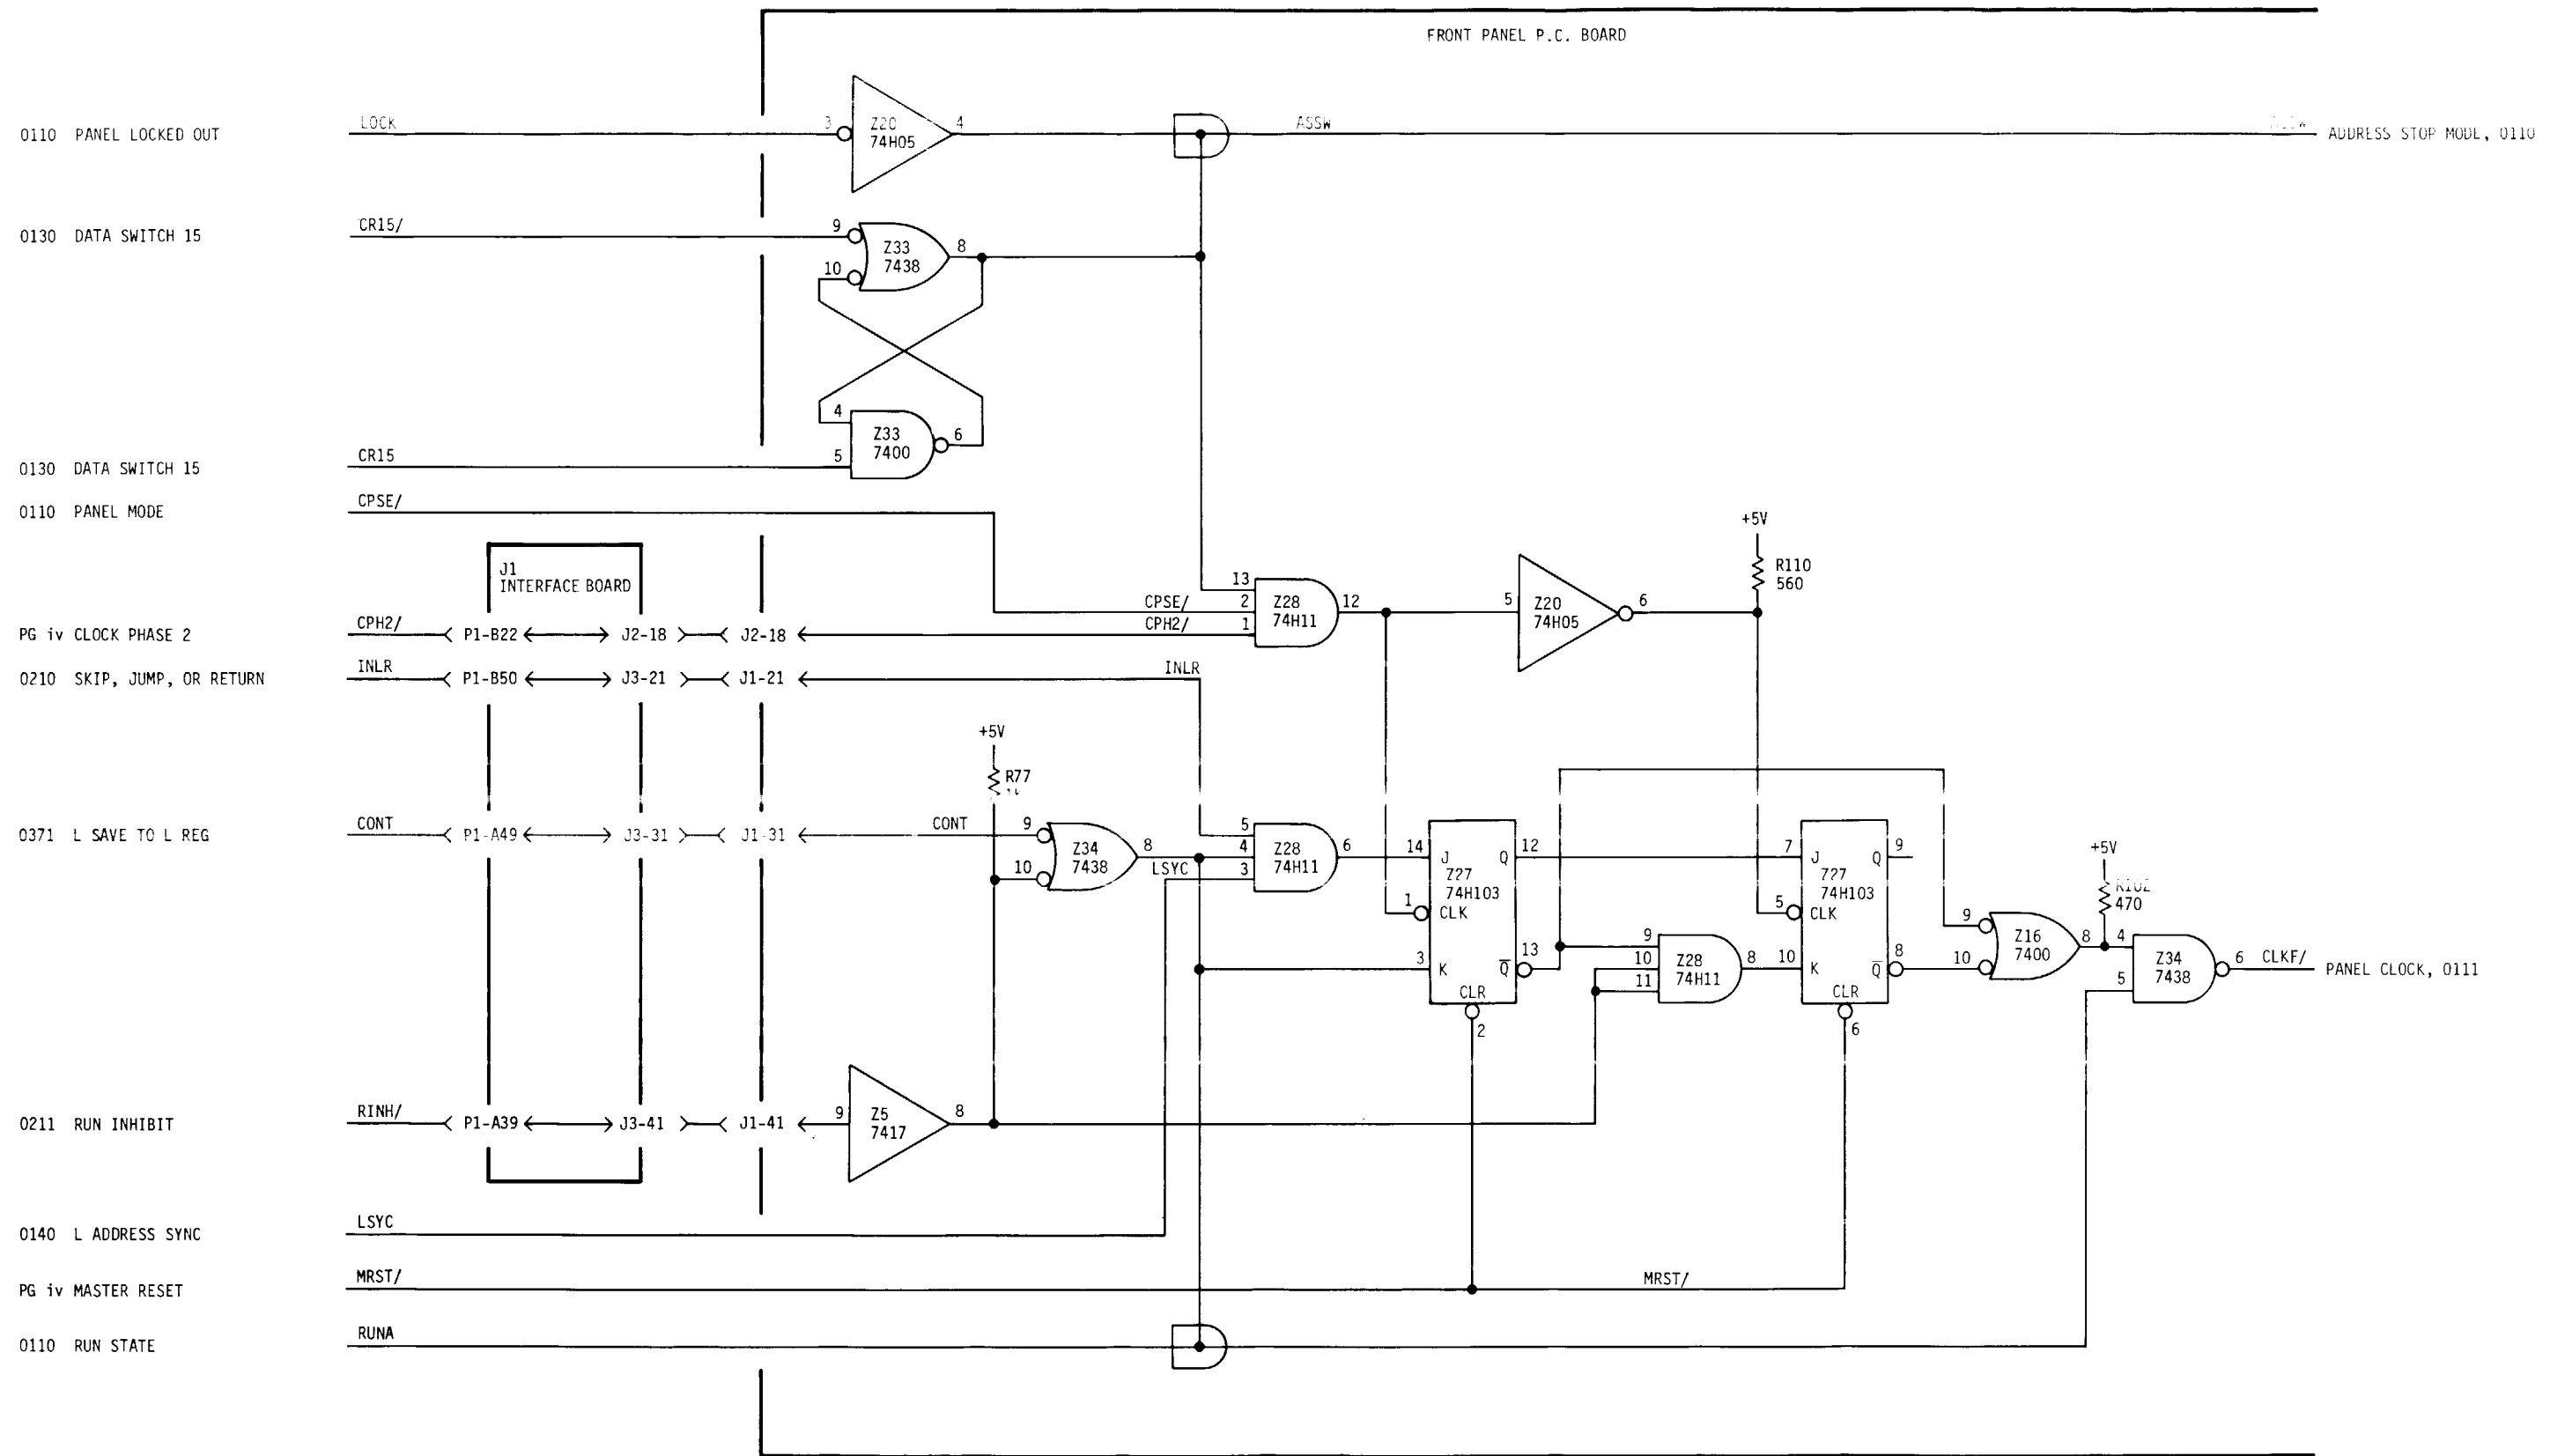 FRONT PANEL P.C. BOARD
0110 PANEL LOCKED OUT
LOCK
3
Z20
74H05
4
ASSW
ADDRESS STOP MODE, 0110
0130 DATA SWITCH 15
CR15/
9
10
Z33
7438
8
4
5
Z33
7400
6
0130 DATA SWITCH 15
CR15
0110 PANEL MODE
CPSE/
J1
INTERFACE BOARD
PG iv CLOCK PHASE 2
CPH2/
P1-B22
J2-18
J2-18
CPSE/
CPH2/
13
2
1
Z28
74H11
12
5
Z20
74H05
6
+5V
R110
560
0210 SKIP, JUMP, OR RETURN
INLR
P1-B50
J3-21
J1-21
INLR
+5V
R77
0371 L SAVE TO L REG
CONT
P1-A49
J3-31
J1-31
CONT
9
10
Z34
7438
8
LSYC
5
4
3
Z28
74H11
6
14
J
Q
12
Z27
74H103
1
CLK
3
K
Q
13
CLR
2
9
10
11
Z28
74H11
8
7
J
Q
9
Z27
74H103
5
CLK
10
K
Q
8
CLR
6
9
10
Z16
7400
8
+5V
R102
470
4
5
Z34
7438
6
CLKF/
PANEL CLOCK, 0111
0211 RUN INHIBIT
RINH/
P1-A39
J3-41
J1-41
9
Z5
7417
8
0140 L ADDRESS SYNC
LSYC
PG iv MASTER RESET
MRST/
MRST/
0110 RUN STATE
RUNA